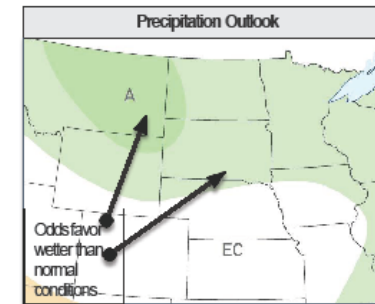 Precipitation Outlook
A
Odds favor
wetter than
normal
conditions
EC